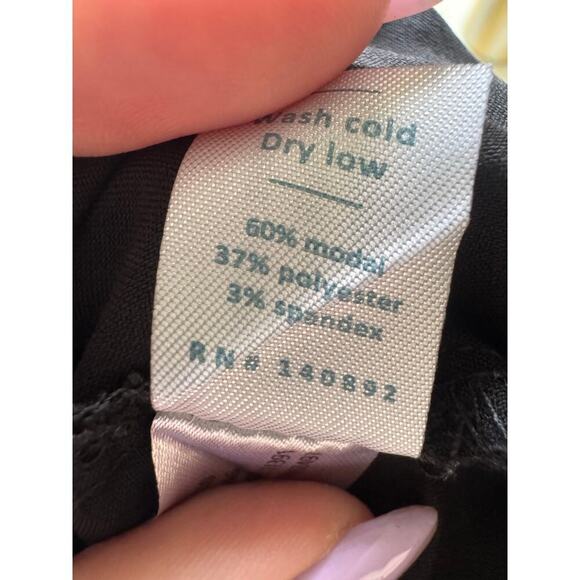 Wash cold
Dry low
60% modal
37% polyester
3% spandex
RN# 140892